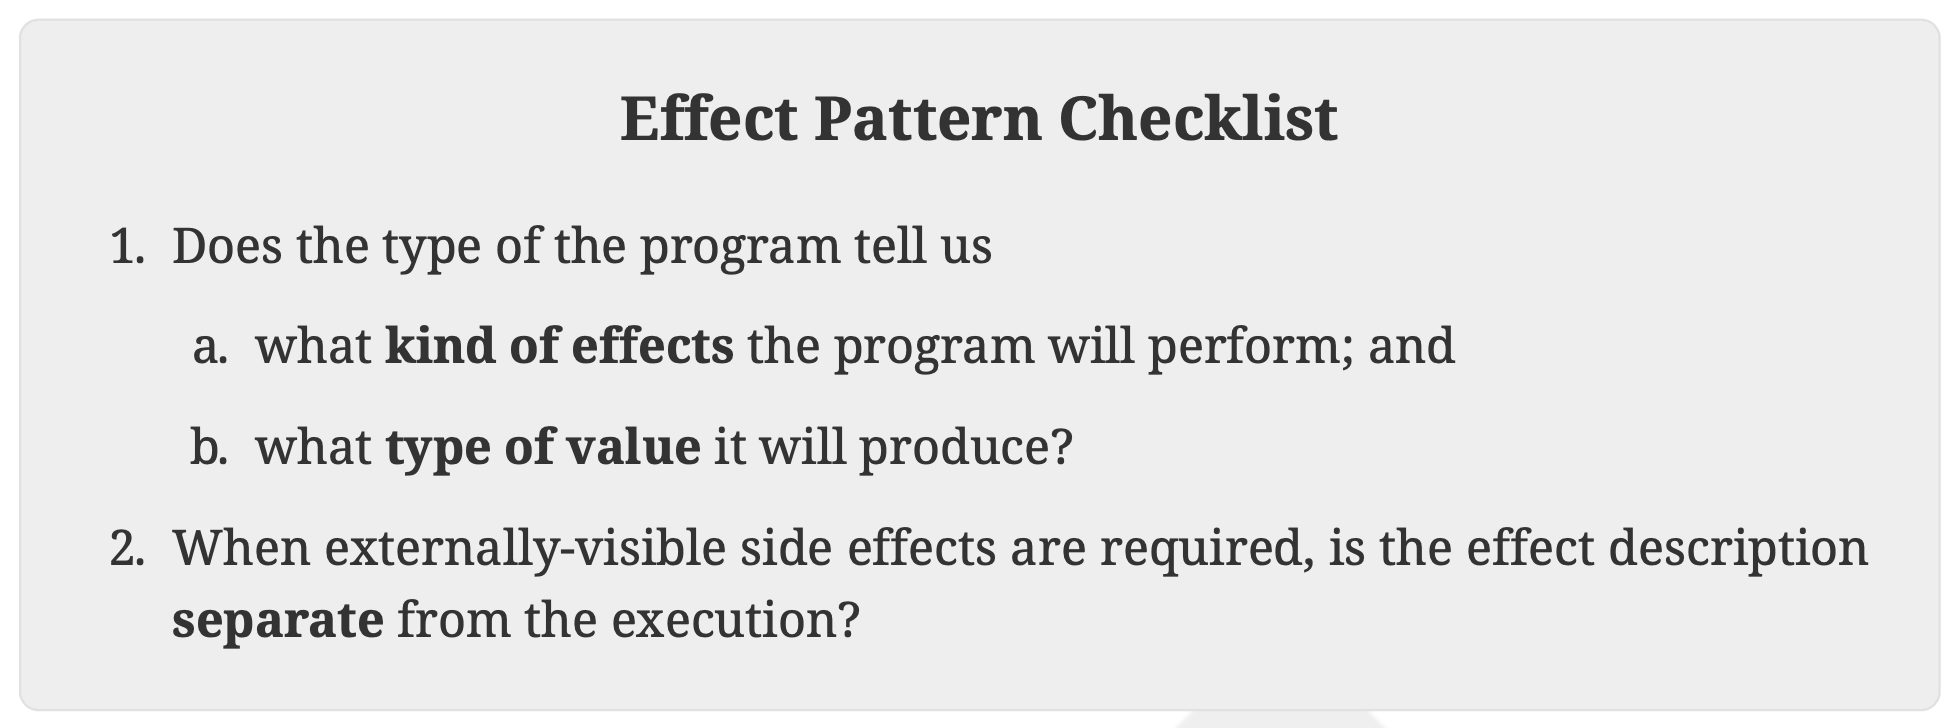 Effect Pattern Checklist
1. Does the type of the program tell us
a. what kind of effects the program will perform; and
b. what type of value it will produce?
2. When externally-visible side effects are required, is the effect description
separate from the execution?